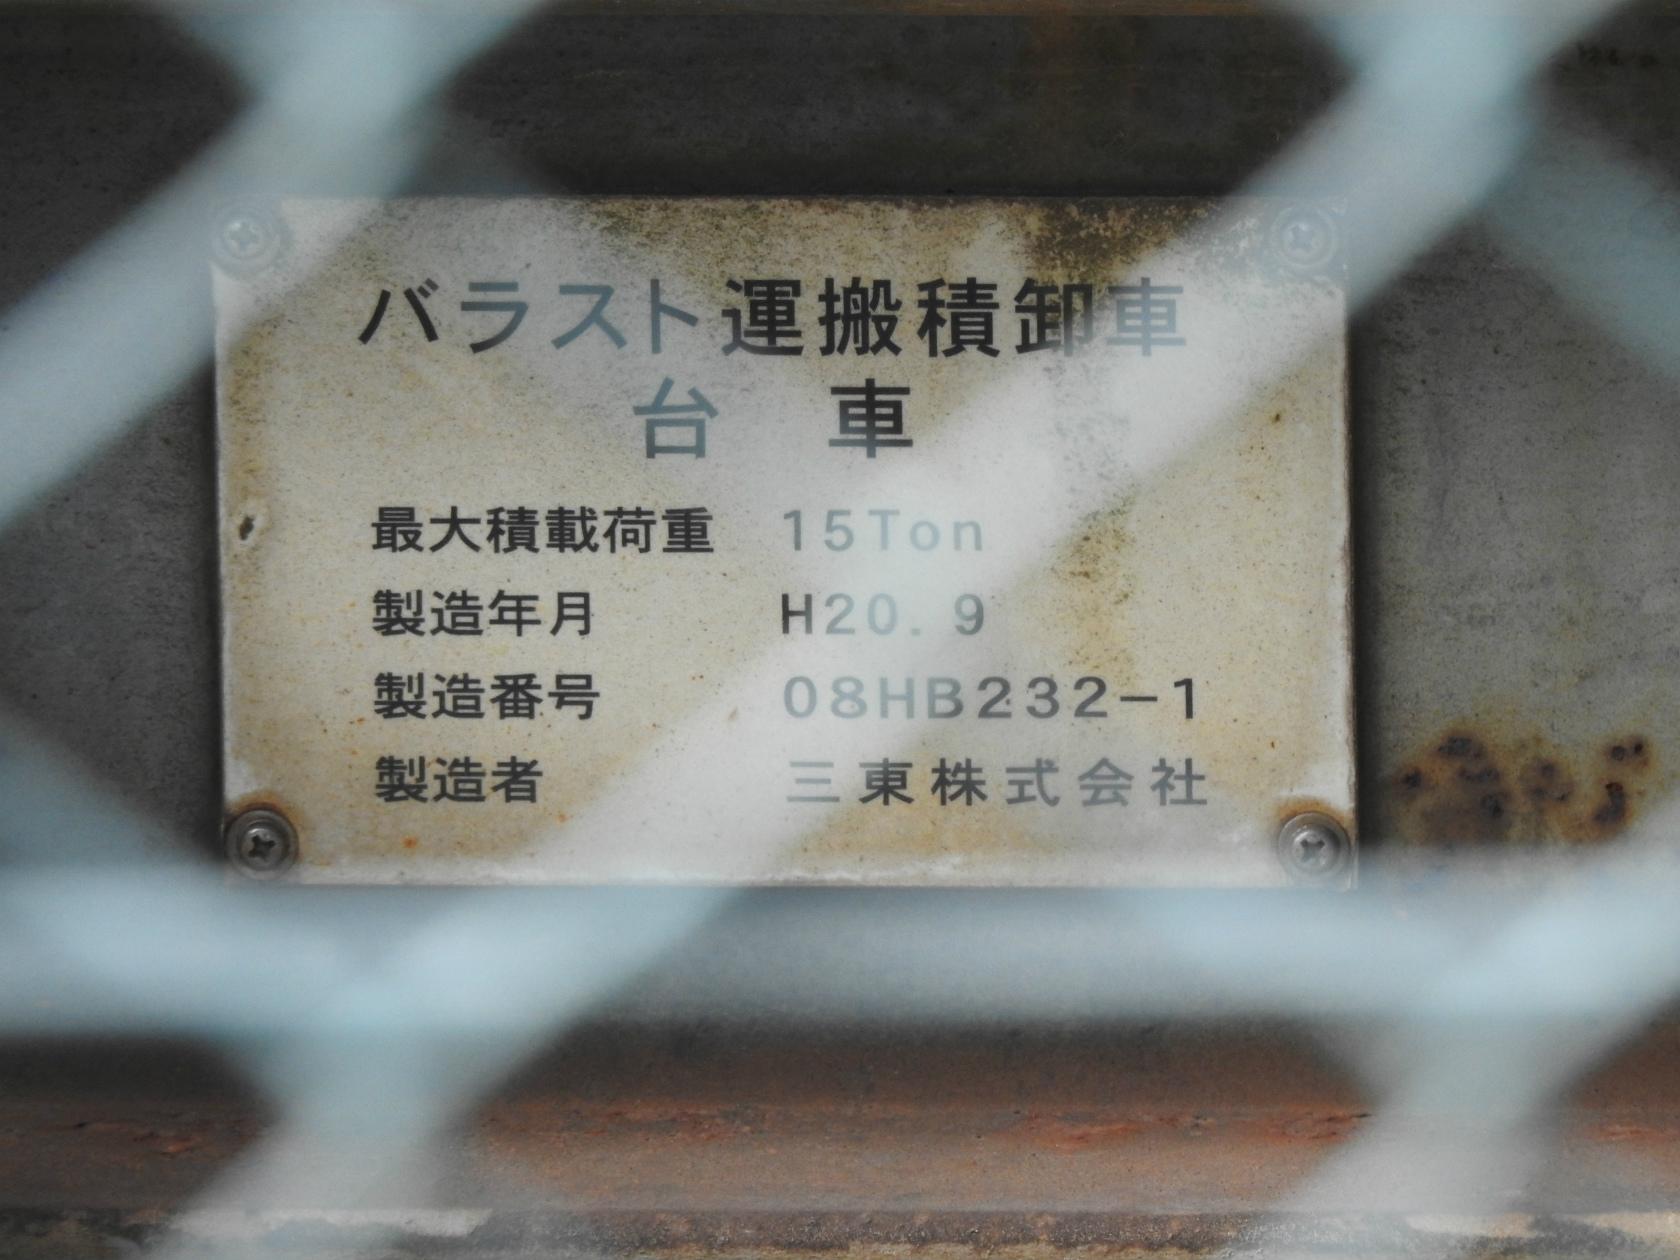 バラスト運搬積卸車
台 車
最大積載荷重 15Ton
製造年月 H20. 9
製造番号 08HB232-1
製造者 三東株式会社